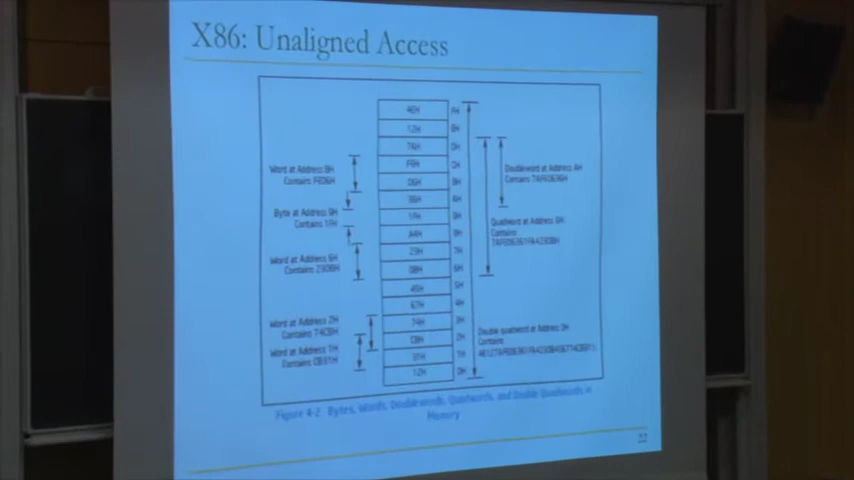 X86: Unaligned Access
4EH FH
12H EH
7AH DH
FEH CH
06H BH
36H AH
1FH 9H
A4H 8H
23H 7H
0BH 6H
45H 5H
67H 4H
74H 3H
CBH 2H
31H 1H
12H 0H
Word at Address BH
Contains FE06H
Byte at Address 9H
Contains 1FH
Word at Address 6H
Contains 230BH
Word at Address 2H
Contains 74CBH
Word at Address 1H
Contains CB31H
Doubleword at Address AH
Contains 7AFE0636H
Quadword at Address 6H
Contains
7AFE06361FA4230BH
Double quadword at Address 0H
Contains
4E127AFE06361FA4230B456774CB3112H
Figure 4-2 Bytes, Words, Doublewords, Quadwords, and Double Quadwords in
Memory
22